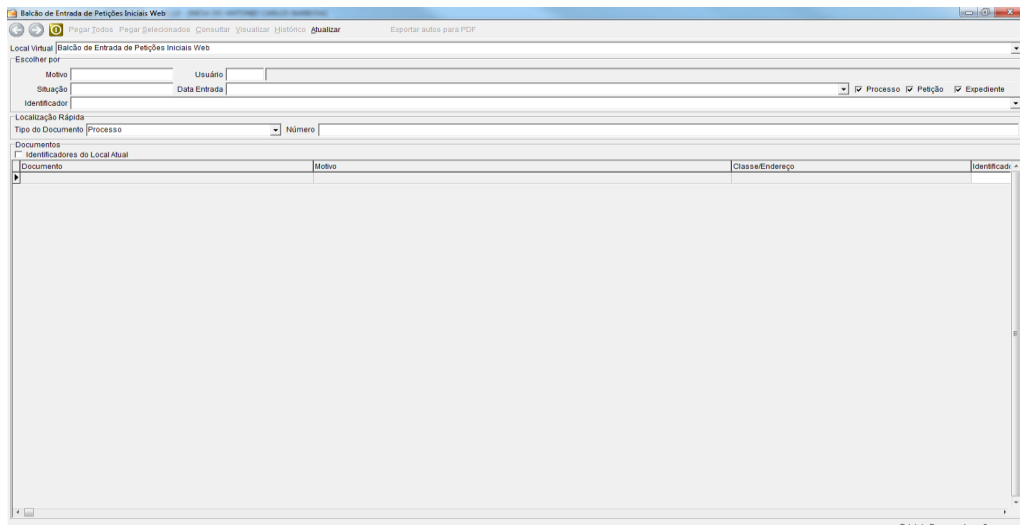 Balcão de Entrada de Petições Iniciais Web
Pegar Todos Pegar Selecionados Consultar Visualizar Histórico Atualizar Exportar autos para PDF
Local Virtual Balcão de Entrada de Petições Iniciais Web
Escolher por
Motivo Usuário
Situação Data Entrada Processo Petição Expediente
Identificador
Localização Rápida
Tipo do Documento Processo Número
Documentos
Identificadores do Local Atual
Documento Motivo Classe/Endereço Identificad